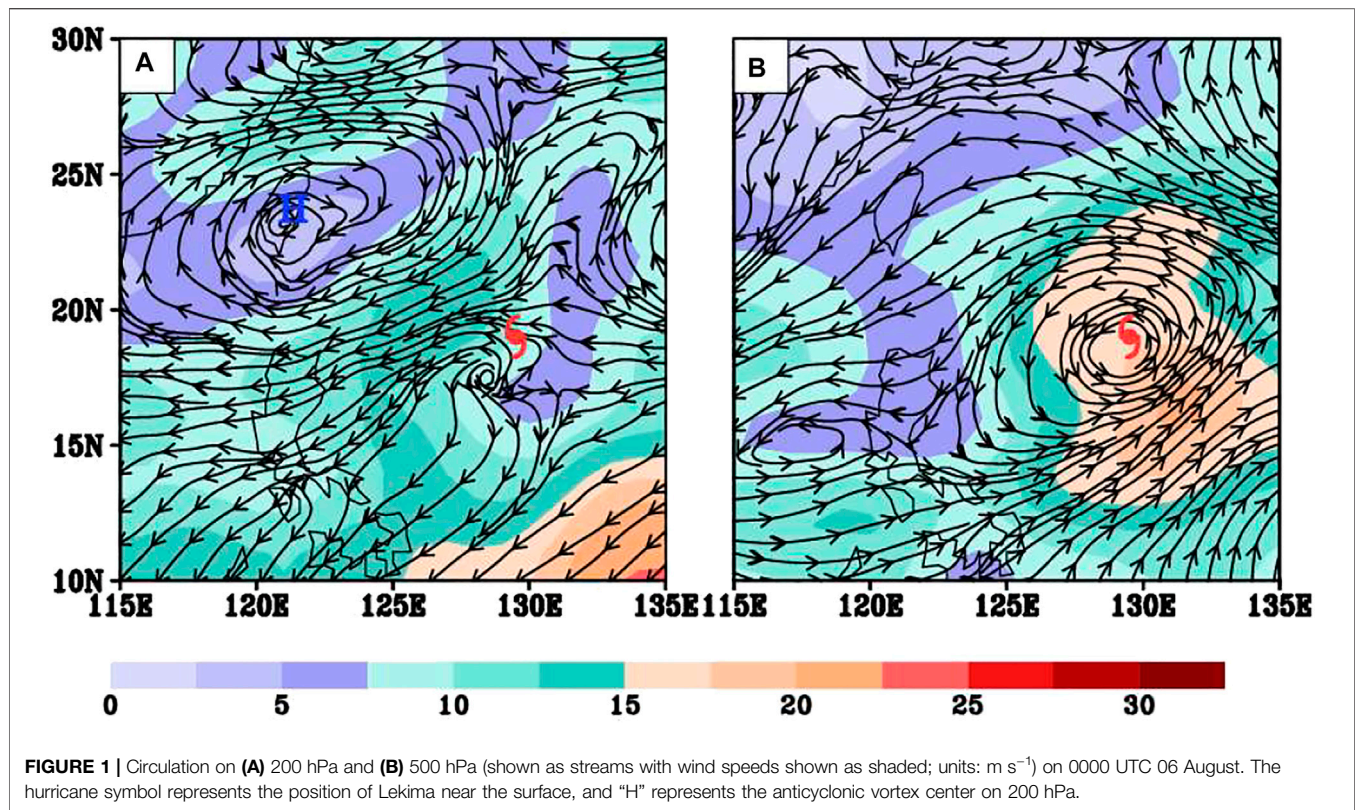 A
B
H
30N
25N
20N
15N
10N
115E 120E 125E 130E 135E 115E 120E 125E 130E 135E
0 5 10 15 20 25 30
FIGURE 1 | Circulation on (A) 200 hPa and (B) 500 hPa (shown as streams with wind speeds shown as shaded; units: m s⁻¹) on 0000 UTC 06 August. The
hurricane symbol represents the position of Lekima near the surface, and “H” represents the anticyclonic vortex center on 200 hPa.